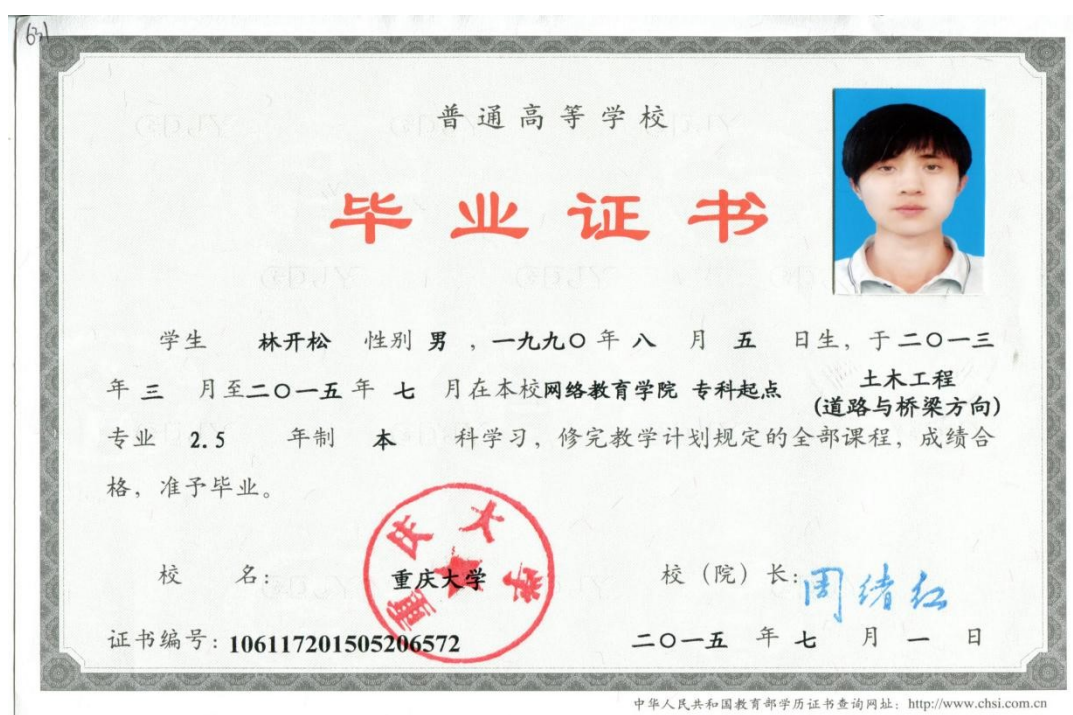 普通高等学校
毕业证书
学生 林开松 性别 男 ，一九九〇年 八 月 五 日生，于二〇一三
年 三 月至二〇一五年 七 月在本校网络教育学院 专科起点 土木工程
(道路与桥梁方向)
专业 2.5 年制 本 科学习，修完教学计划规定的全部课程，成绩合
格，准予毕业。
重庆大学
校 名： 重庆大学 校（院）长：周绪红
证书编号：106117201505206572 二〇一五 年 七 月 一 日
中华人民共和国教育部学历证书查询网址：http://www.chsi.com.cn